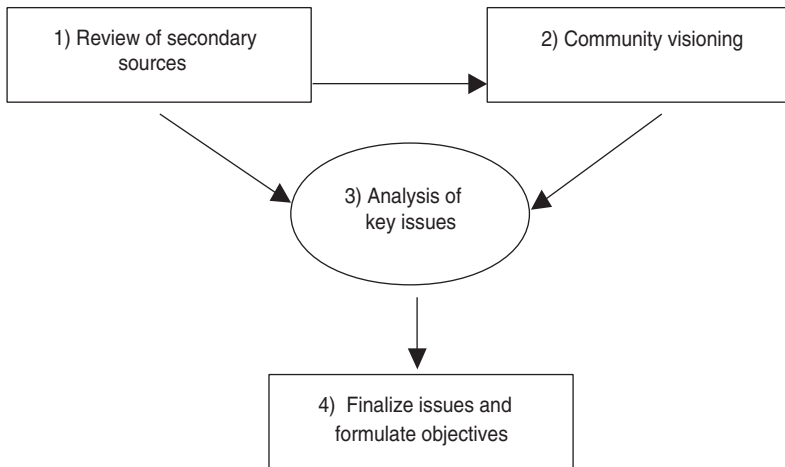 1) Review of secondary
sources
2) Community visioning
3) Analysis of
key issues
4) Finalize issues and
formulate objectives